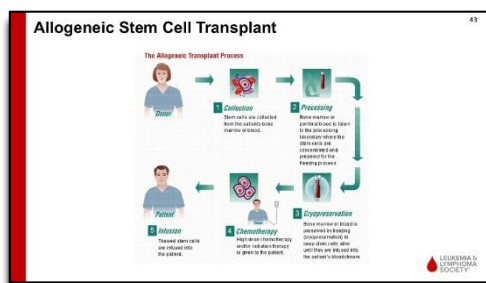 Allogeneic Stem Cell Transplant
43
The Allogeneic Transplant Process
Donor
1 Collection
Stem cells are collected
from the patients bone
marrow or blood.
2 Processing
Bone marrow or
peripheral blood is taken
to the processing
laboratory where the
stem cells are
concentrated and
prepared for the
freezing process.
3 Cryopreservation
Bone marrow or blood is
preserved by freezing
(cryopreservation) to
keep stem cells alive
until they are infused into
the patient's bloodstream.
4 Chemotherapy
High dose chemotherapy
and/or radiation therapy
is given to the patient.
Patient
5 Infusion
Thawed stem cells
are infused into
the patient.
LEUKEMIA &
LYMPHOMA
SOCIETY